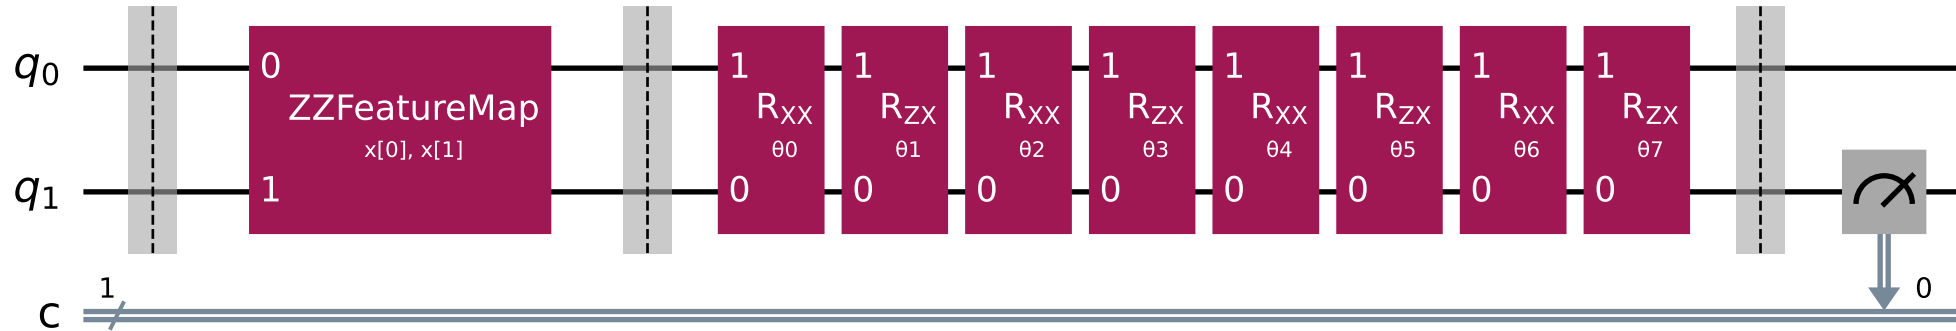 q0 0 1 1 1 1 1 1 1 1
ZZFeatureMap RXX RZX RXX RZX RXX RZX RXX RZX
x[0], x[1] θ0 θ1 θ2 θ3 θ4 θ5 θ6 θ7
q1 1 0 0 0 0 0 0 0 0
1 0
c